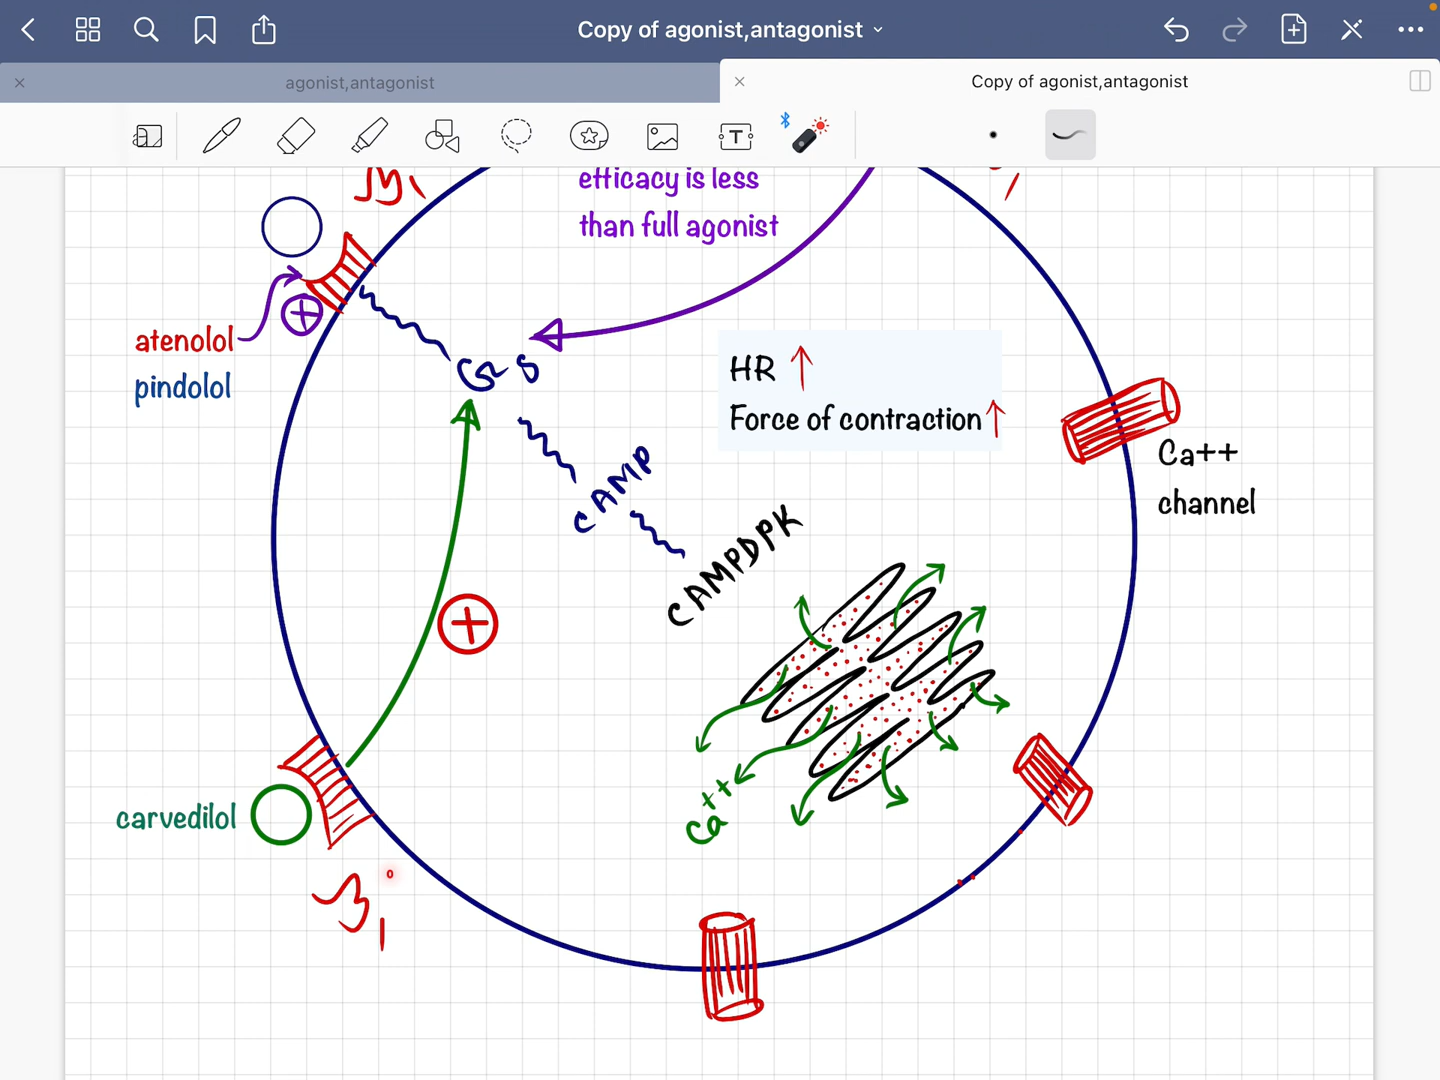 Copy of agonist,antagonist
agonist,antagonist
Copy of agonist,antagonist
T
efficacy is less
than full agonist
atenolol
pindolol
Gs
HR ↑
Force of contraction ↑
Ca++
channel
CAMP
CAMPDPK
Ca++
carvedilol